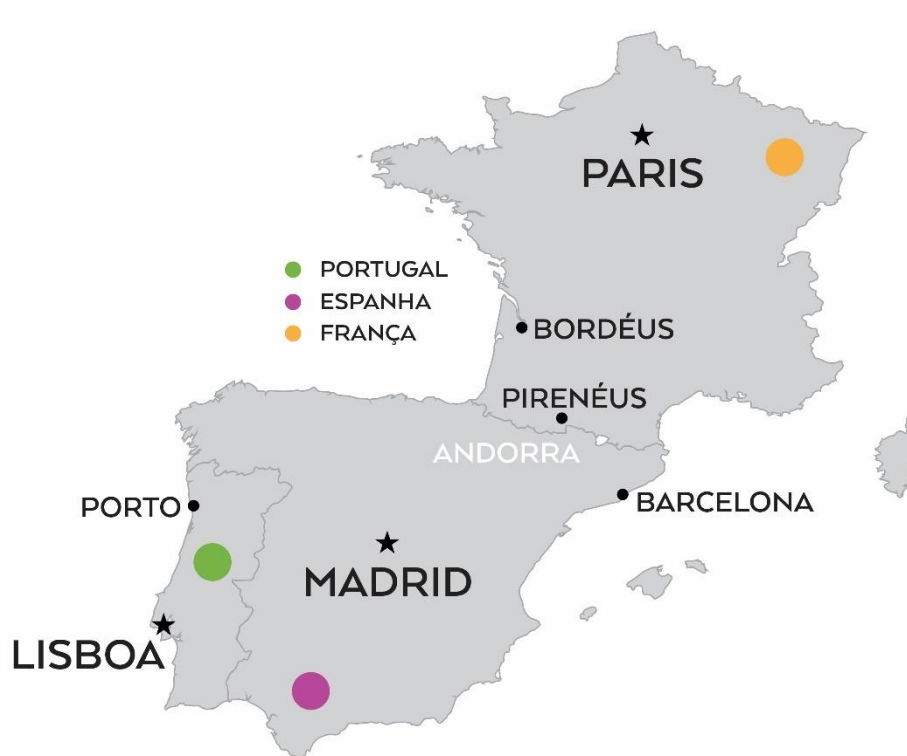 PARIS
PORTUGAL
ESPANHA
FRANÇA
BORDÉUS
PIRENÉUS
ANDORRA
PORTO
BARCELONA
MADRID
LISBOA